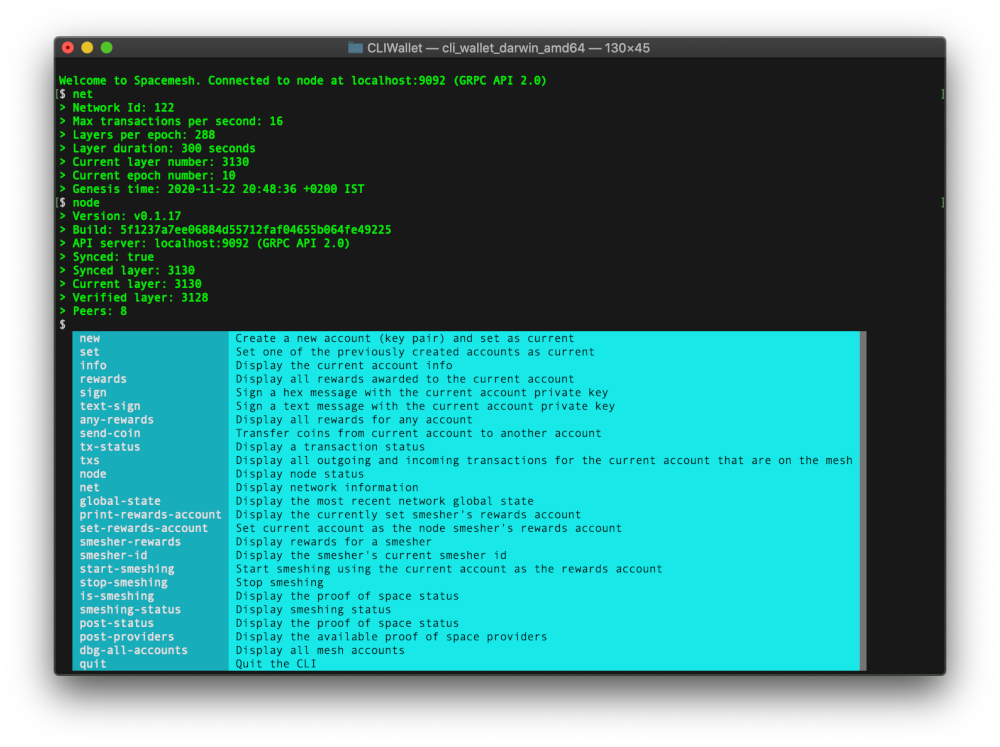 CLIWallet — cli_wallet_darwin_amd64 — 130×45
Welcome to Spacemesh. Connected to node at localhost:9092 (GRPC API 2.0)
[$ net ]
> Network Id: 122
> Max transactions per second: 16
> Layers per epoch: 288
> Layer duration: 300 seconds
> Current layer number: 3130
> Current epoch number: 10
> Genesis time: 2020-11-22 20:48:36 +0200 IST
[$ node ]
> Version: v0.1.17
> Build: 5f1237a7ee06884d55712faf04655b064fe49225
> API server: localhost:9092 (GRPC API 2.0)
> Synced: true
> Synced layer: 3130
> Current layer: 3130
> Verified layer: 3128
> Peers: 8
$
new Create a new account (key pair) and set as current
set Set one of the previously created accounts as current
info Display the current account info
rewards Display all rewards awarded to the current account
sign Sign a hex message with the current account private key
text-sign Sign a text message with the current account private key
any-rewards Display all rewards for any account
send-coin Transfer coins from current account to another account
tx-status Display a transaction status
txs Display all outgoing and incoming transactions for the current account that are on the mesh
node Display node status
net Display network information
global-state Display the most recent network global state
print-rewards-account Display the currently set smesher's rewards account
set-rewards-account Set current account as the node smesher's rewards account
smesher-rewards Display rewards for a smesher
smesher-id Display the smesher's current smesher id
start-smeshing Start smeshing using the current account as the rewards account
stop-smeshing Stop smeshing
is-smeshing Display the proof of space status
smeshing-status Display smeshing status
post-status Display the proof of space status
post-providers Display the available proof of space providers
dbg-all-accounts Display all mesh accounts
quit Quit the CLI